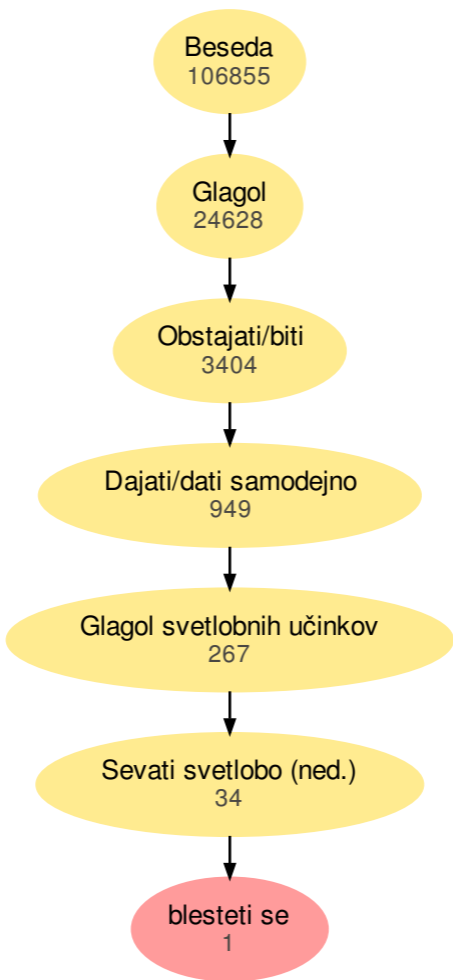 Beseda
106855
Glagol
24628
Obstajati/biti
3404
Dajati/dati samodejno
949
Glagol svetlobnih učinkov
267
Sevati svetlobo (ned.)
34
blesteti se
1